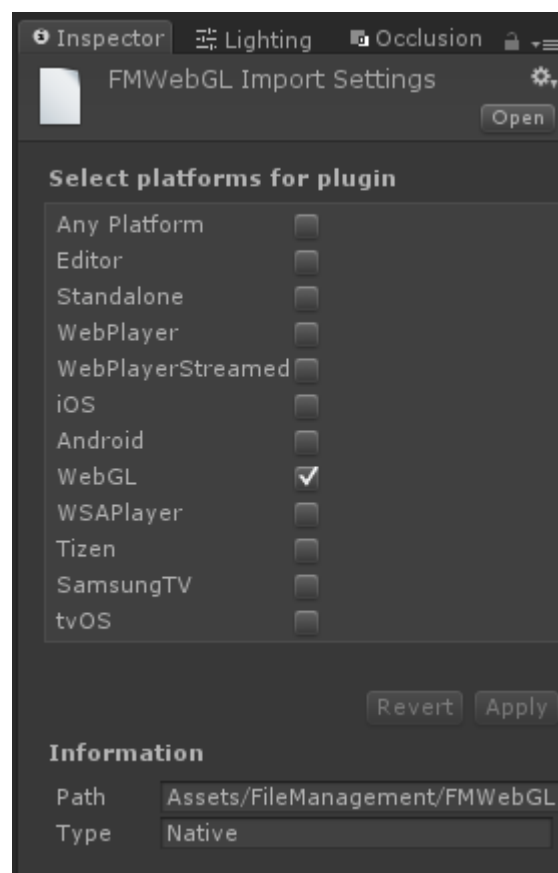 Inspector Lighting Occlusion
FMWebGL Import Settings
Open
Select platforms for plugin
Any Platform
Editor
Standalone
WebPlayer
WebPlayerStreamed
iOS
Android
WebGL
WSAPlayer
Tizen
SamsungTV
tvOS
Revert Apply
Information
Path Assets/FileManagement/FMWebGL
Type Native